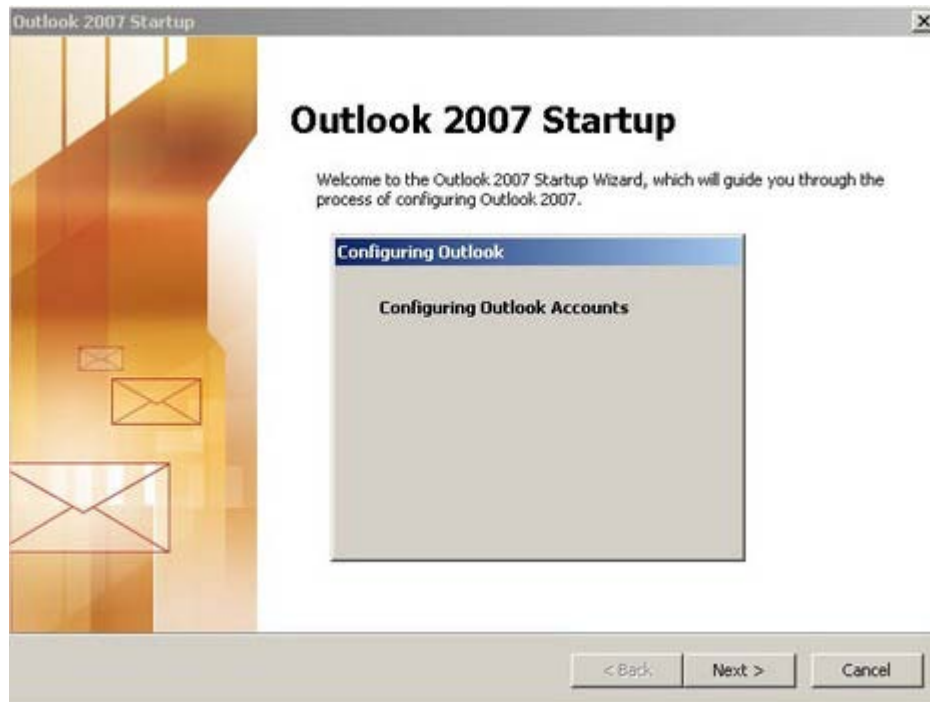 Outlook 2007 Startup
Outlook 2007 Startup
Welcome to the Outlook 2007 Startup Wizard, which will guide you through the
process of configuring Outlook 2007.
Configuring Outlook
Configuring Outlook Accounts
< Back
Next >
Cancel